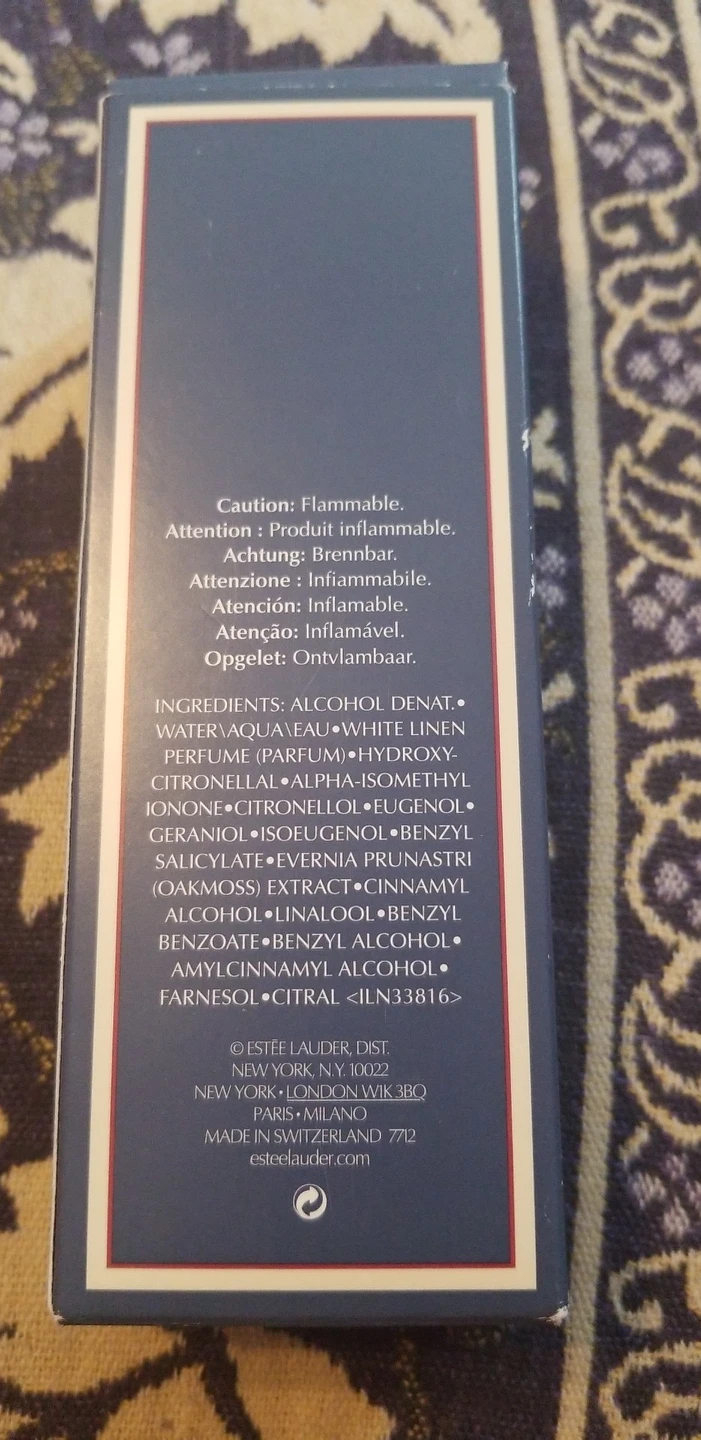 Caution: Flammable.
Attention : Produit inflammable.
Achtung: Brennbar.
Attenzione : Infiammabile.
Atención: Inflamable.
Atenção: Inflamável.
Opgelet: Ontvlambaar.
INGREDIENTS: ALCOHOL DENAT.•
WATER\AQUA\EAU•WHITE LINEN
PERFUME (PARFUM)•HYDROXY-
CITRONELLAL•ALPHA-ISOMETHYL
IONONE•CITRONELLOL•EUGENOL•
GERANIOL•ISOEUGENOL•BENZYL
SALICYLATE•EVERNIA PRUNASTRI
(OAKMOSS) EXTRACT•CINNAMYL
ALCOHOL•LINALOOL•BENZYL
BENZOATE•BENZYL ALCOHOL•
AMYLCINNAMYL ALCOHOL•
FARNESOL•CITRAL <ILN33816>
© ESTĒE LAUDER, DIST.
NEW YORK, N.Y. 10022
NEW YORK • LONDON W1K 3BQ
PARIS • MILANO
MADE IN SWITZERLAND 7712
esteelauder.com